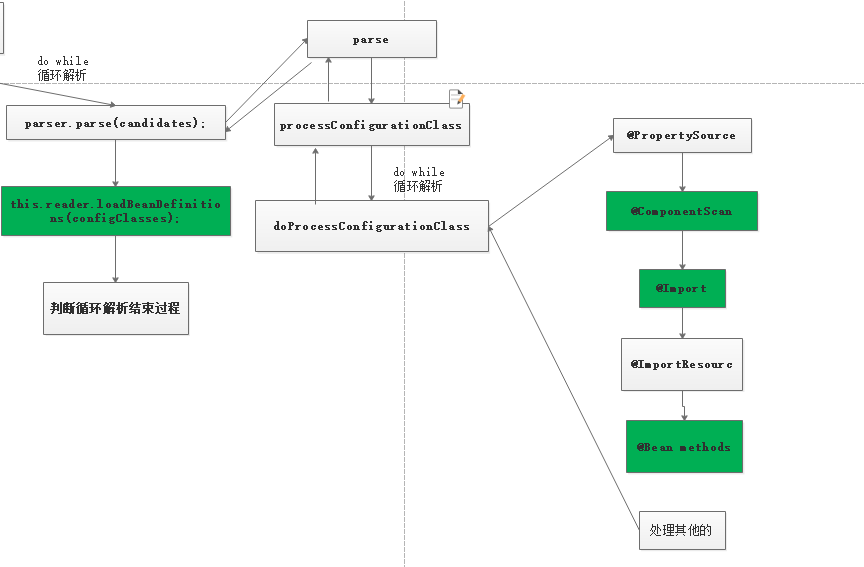 do while
循环解析
parser.parse(candidates);
this.reader.loadBeanDefinitio
ns(configClasses);
判断循环解析结束过程
parse
processConfigurationClass
do while
循环解析
doProcessConfigurationClass
@PropertySource
@ComponentScan
@Import
@ImportResourc
@Bean methods
处理其他的